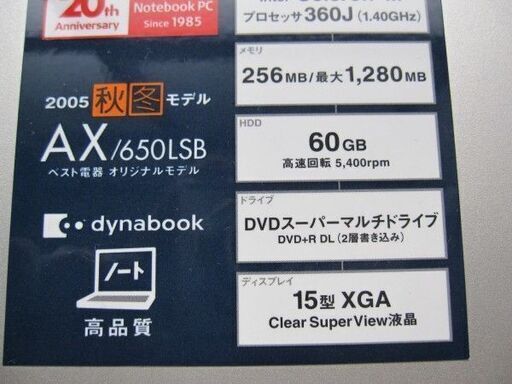 20th
Anniversary
Notebook PC
Since 1985
プロセッサ 360J (1.40GHz)
メモリ
256MB/最大1,280MB
2005 秋冬モデル
AX/650LSB
ベスト電器 オリジナルモデル
HDD
60GB
高速回転 5,400rpm
dynabook
ドライブ
DVDスーパーマルチドライブ
DVD+R DL(2層書き込み)
ノート
高品質
ディスプレイ
15型 XGA
Clear SuperView液晶